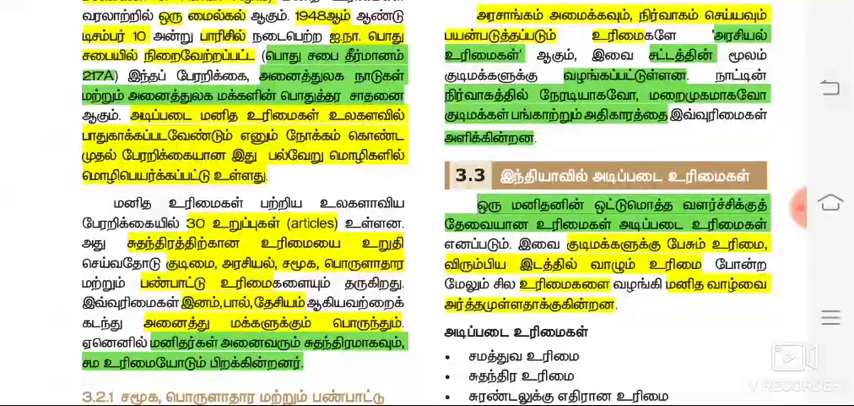 வரலாற்றில் ஒரு மைல்கல் ஆகும். 1948ஆம் ஆண்டு
டிசம்பர் 10 அன்று பாரிசில் நடைபெற்ற ஐ.நா. பொது
சபையில் நிறைவேற்றப்பட்ட (பொது சபை தீர்மானம்
217A) இந்தப் பேரறிக்கை, அனைத்துலக நாடுகள்
மற்றும் அனைத்துலக மக்களின் பொதுத்தர சாதனை
ஆகும். அடிப்படை மனித உரிமைகள் உலகளவில்
பாதுகாக்கப்படவேண்டும் எனும் நோக்கம் கொண்ட
முதல் பேரறிக்கையான இது பல்வேறு மொழிகளில்
மொழிபெயர்க்கப்பட்டு உள்ளது.
மனித உரிமைகள் பற்றிய உலகளாவிய
பேரறிக்கையில் 30 உறுப்புகள் (articles) உள்ளன.
அது சுதந்திரத்திற்கான உரிமையை உறுதி
செய்வதோடு குடிமை, அரசியல், சமூக, பொருளாதார
மற்றும் பண்பாட்டு உரிமைகளையும் தருகிறது.
இவ்வுரிமைகள் இனம், பால், தேசியம் ஆகியவற்றைக்
கடந்து அனைத்து மக்களுக்கும் பொருந்தும்.
ஏனெனில் மனிதர்கள் அனைவரும் சுதந்திரமாகவும்,
சம உரிமையோடும் பிறக்கின்றனர்.
3.2.1 சமூக, பொருளாதார மற்றும் பண்பாட்டு
அரசாங்கம் அமைக்கவும், நிர்வாகம் செய்யவும்
பயன்படுத்தப்படும் உரிமைகளே 'அரசியல்
உரிமைகள்' ஆகும், இவை சட்டத்தின் மூலம்
குடிமக்களுக்கு வழங்கப்பட்டுள்ளன. நாட்டின்
நிர்வாகத்தில் நேரடியாகவோ, மறைமுகமாகவோ
குடிமக்கள் பங்காற்றும் அதிகாரத்தை இவ்வுரிமைகள்
அளிக்கின்றன.
3.3 இந்தியாவில் அடிப்படை உரிமைகள்
ஒரு மனிதனின் ஒட்டுமொத்த வளர்ச்சிக்குத்
தேவையான உரிமைகள் அடிப்படை உரிமைகள்
எனப்படும். இவை குடிமக்களுக்கு பேசும் உரிமை,
விரும்பிய இடத்தில் வாழும் உரிமை போன்ற
மேலும் சில உரிமைகளை வழங்கி மனித வாழ்வை
அர்த்தமுள்ளதாக்குகின்றன.
அடிப்படை உரிமைகள்
• சமத்துவ உரிமை
• சுதந்திர உரிமை
• சுரண்டலுக்கு எதிரான உரிமை
V RECORDER